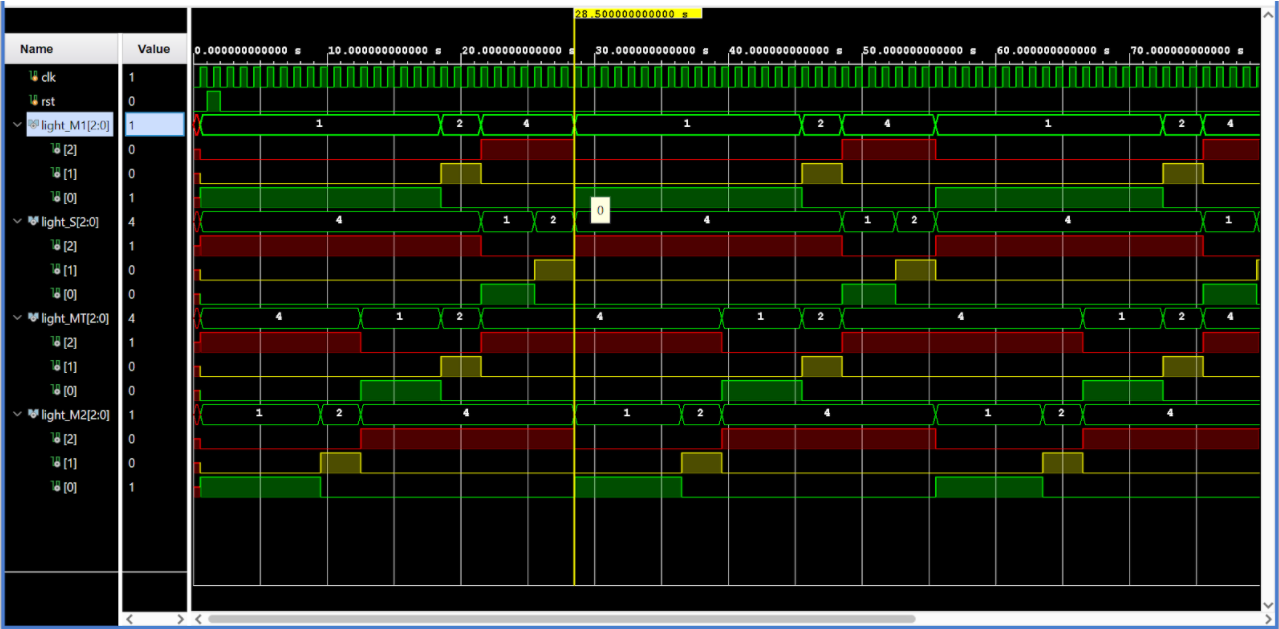 28.500000000000 s
Name Value 0.000000000000 s 10.000000000000 s 20.000000000000 s 30.000000000000 s 40.000000000000 s 50.000000000000 s 60.000000000000 s 70.000000000000 s
clk 1
rst 0
light_M1[2:0] 1 1 2 4 1 2 4 1 2 4
[2] 0
[1] 0
[0] 1
0
light_S[2:0] 4 4 1 2 4 1 2 4 1
[2] 1
[1] 0
[0] 0
light_MT[2:0] 4 4 1 2 4 1 2 4 1 2 4
[2] 1
[1] 0
[0] 0
light_M2[2:0] 1 1 2 4 1 2 4 1 2 4
[2] 0
[1] 0
[0] 1